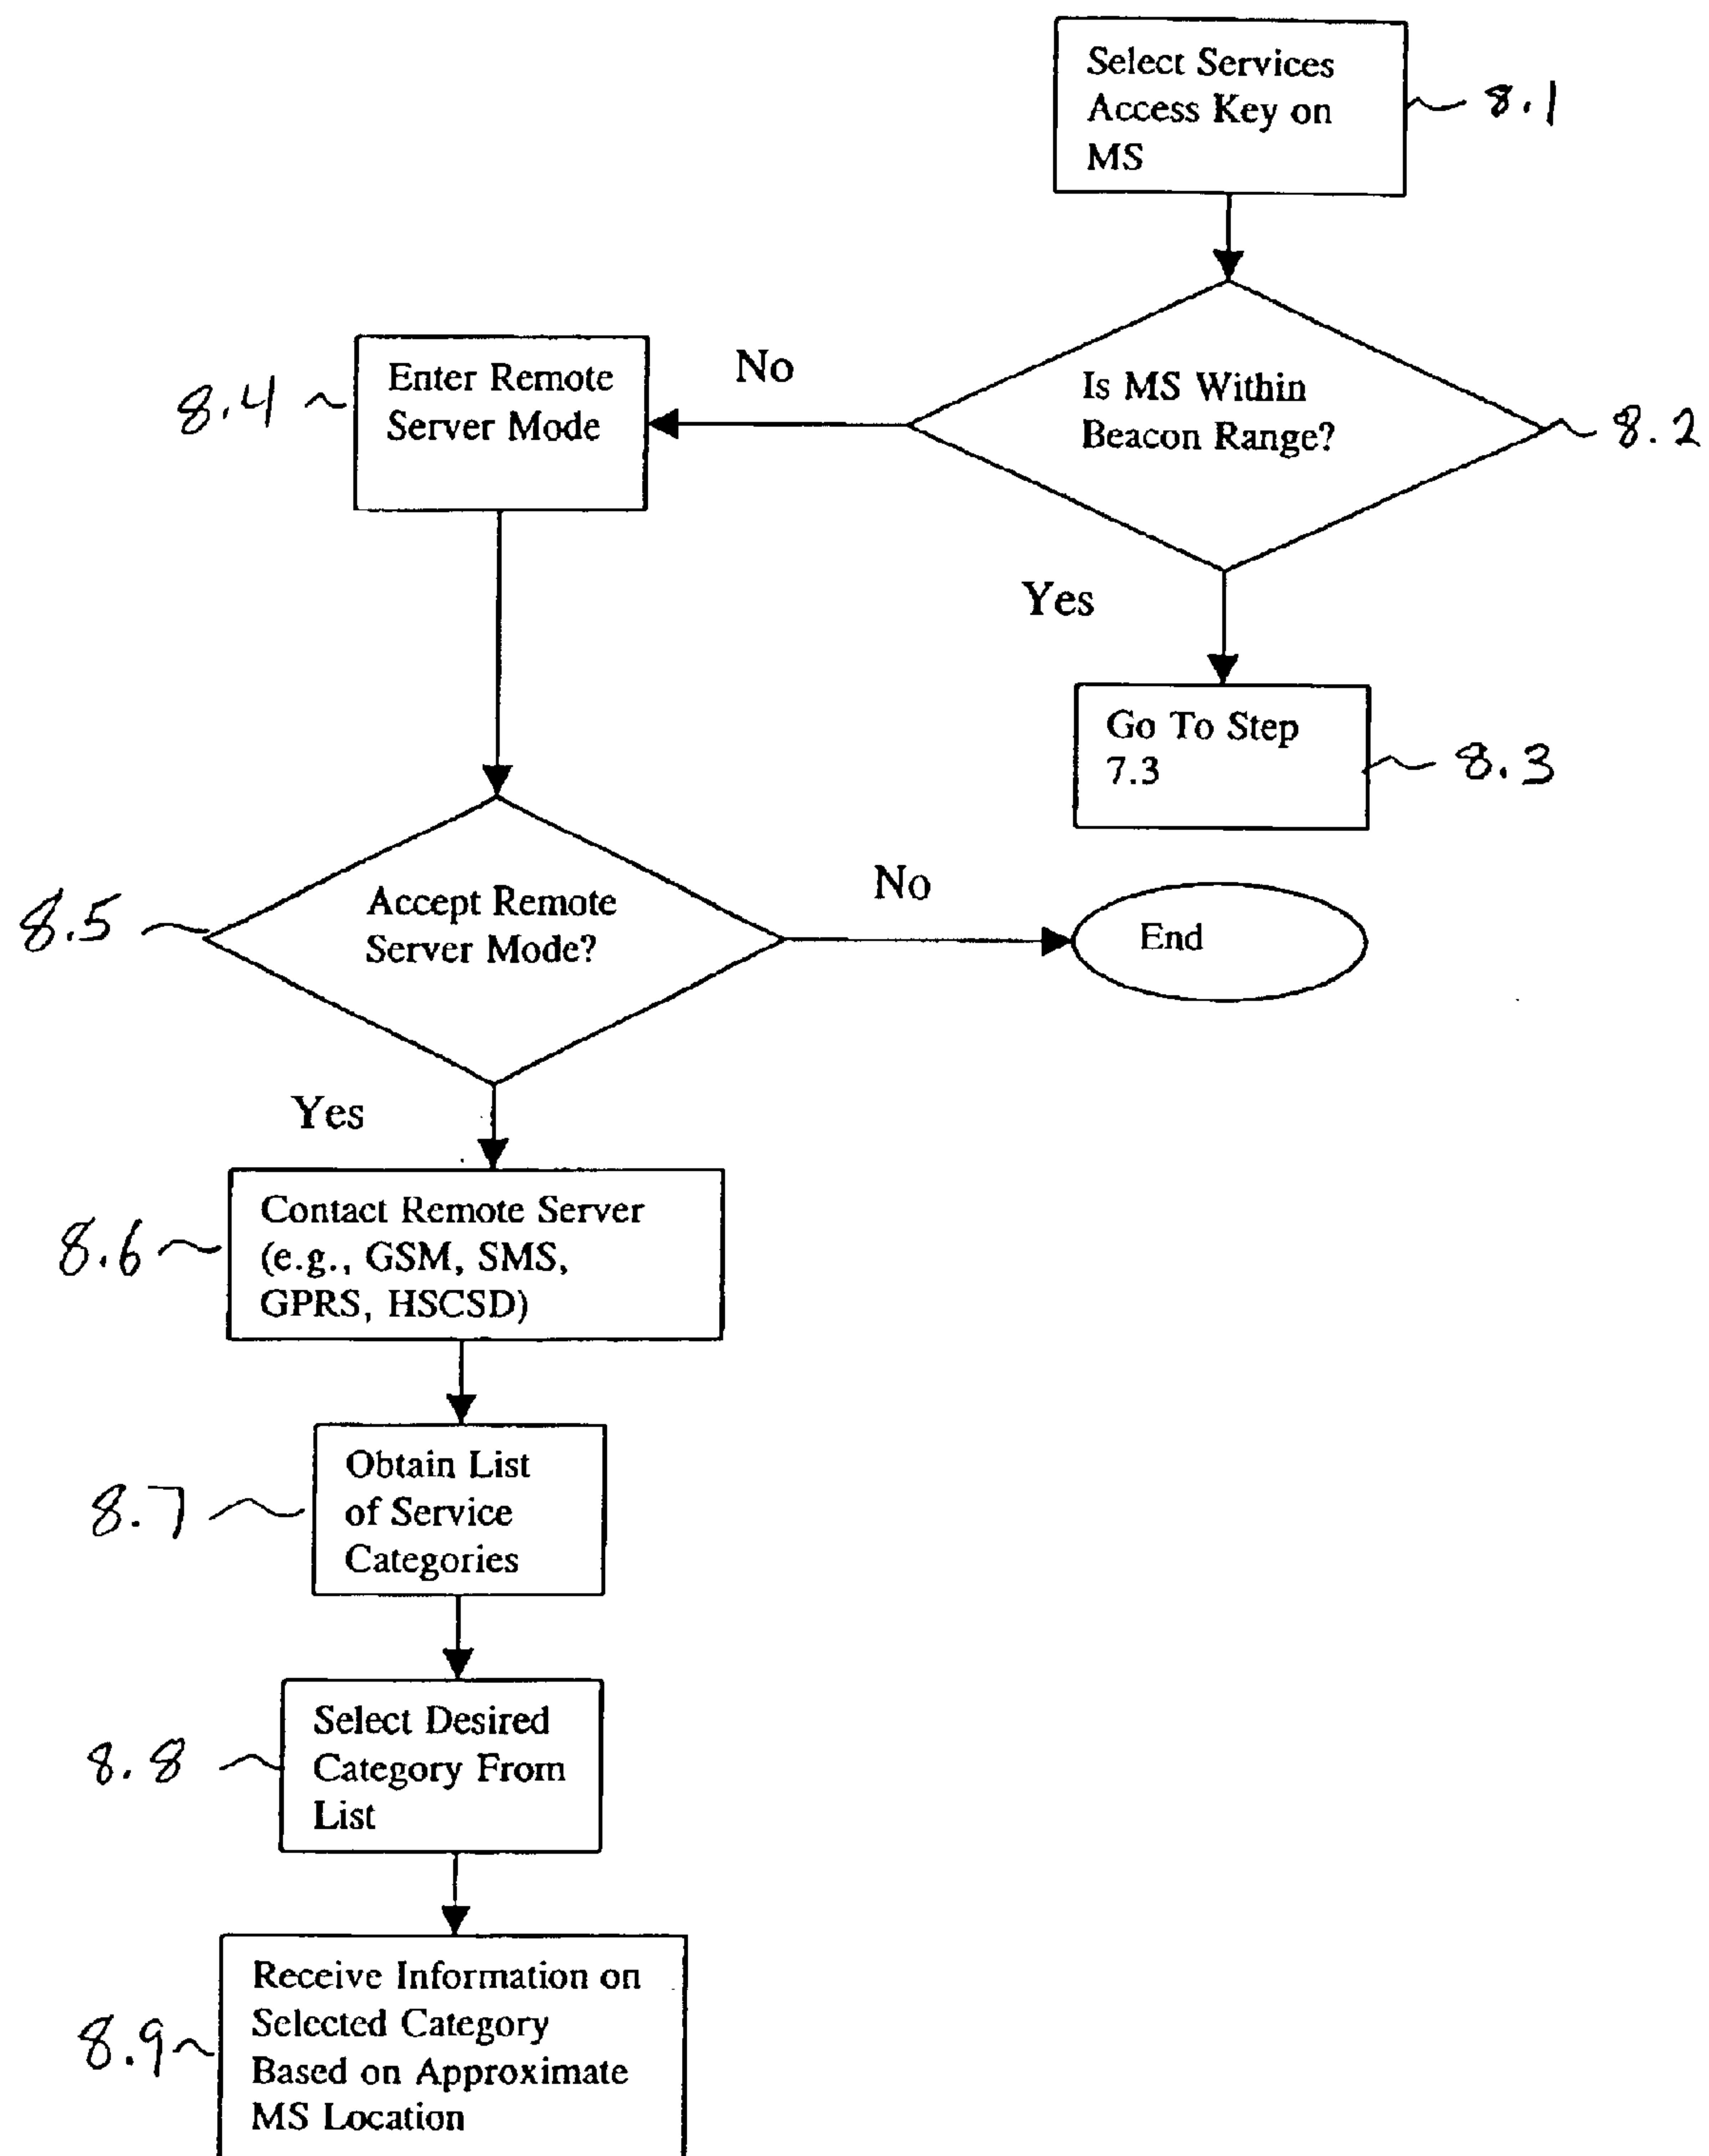 Select Services
Access Key on
MS
8.1
Is MS Within
Beacon Range?
8.2
No
Enter Remote
Server Mode
8.4
Yes
Go To Step
7.3
8.3
Accept Remote
Server Mode?
8.5
No
End
Yes
Contact Remote Server
(e.g., GSM, SMS,
GPRS, HSCSD)
8.6
Obtain List
of Service
Categories
8.7
Select Desired
Category From
List
8.8
Receive Information on
Selected Category
Based on Approximate
MS Location
8.9